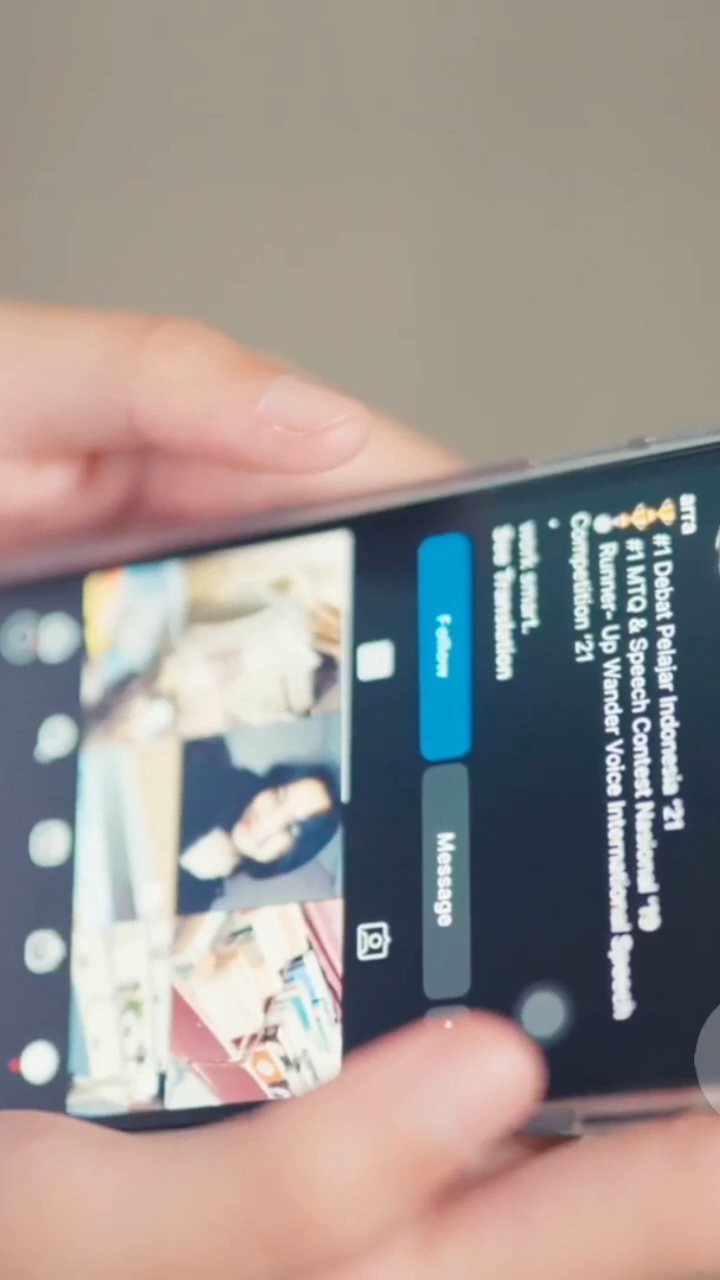 arra
#1 Debat Pelajar Indonesia '21
#1 MTQ & Speech Contest Nasional '19
Runner- Up Wander Voice International Speech
Competition '21
.
work smart.
See Translation
Follow
Message